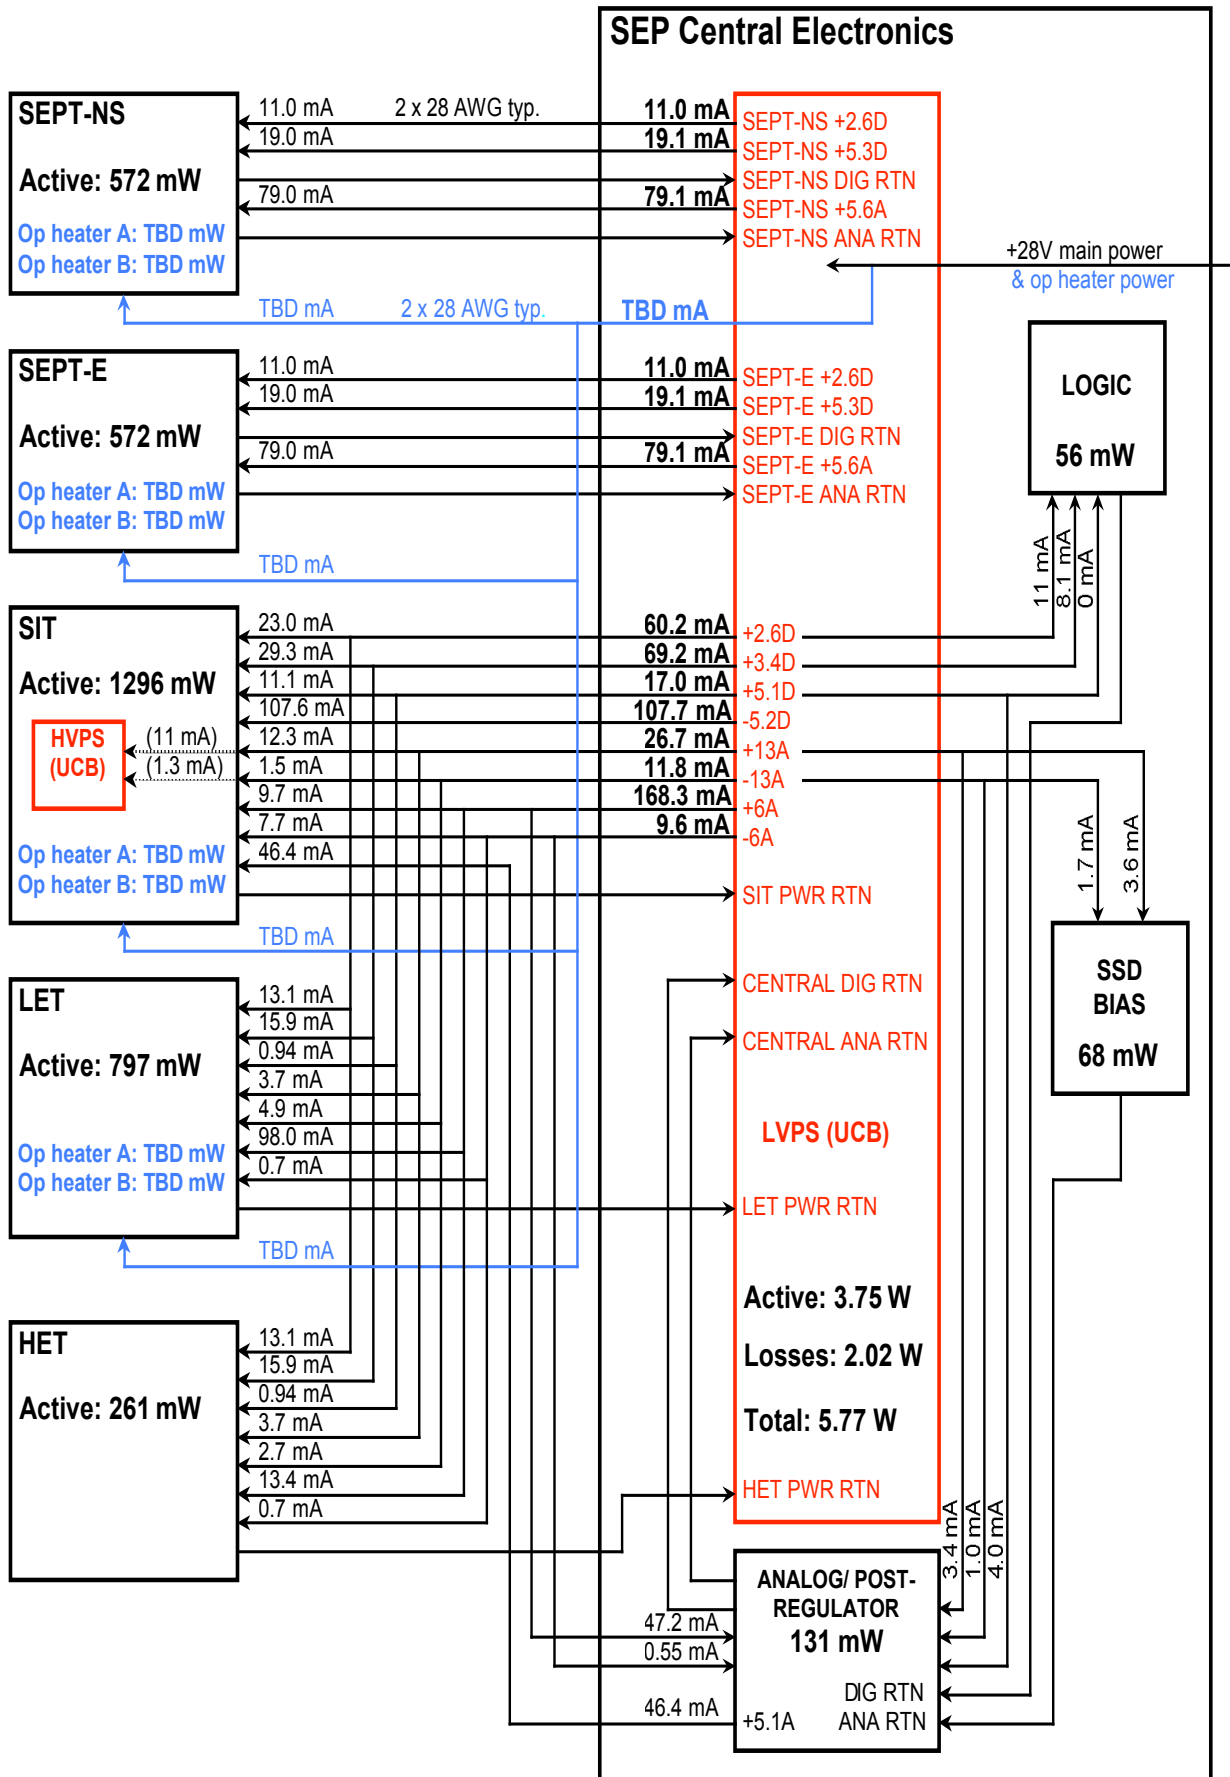 SEP Central Electronics
SEPT-NS
Active: 572 mW
Op heater A: TBD mW
Op heater B: TBD mW
11.0 mA
2 x 28 AWG typ.
11.0 mA
SEPT-NS +2.6D
19.0 mA
19.1 mA
SEPT-NS +5.3D
SEPT-NS DIG RTN
79.0 mA
79.1 mA
SEPT-NS +5.6A
SEPT-NS ANA RTN
+28V main power
& op heater power
TBD mA
2 x 28 AWG typ.
TBD mA
SEPT-E
Active: 572 mW
Op heater A: TBD mW
Op heater B: TBD mW
11.0 mA
11.0 mA
SEPT-E +2.6D
19.0 mA
19.1 mA
SEPT-E +5.3D
SEPT-E DIG RTN
79.0 mA
79.1 mA
SEPT-E +5.6A
SEPT-E ANA RTN
TBD mA
LOGIC
56 mW
11 mA
8.1 mA
0 mA
SIT
Active: 1296 mW
HVPS
(UCB)
(11 mA)
(1.3 mA)
Op heater A: TBD mW
Op heater B: TBD mW
23.0 mA
60.2 mA
+2.6D
29.3 mA
69.2 mA
+3.4D
11.1 mA
17.0 mA
+5.1D
107.6 mA
107.7 mA
-5.2D
12.3 mA
26.7 mA
+13A
1.5 mA
11.8 mA
-13A
9.7 mA
168.3 mA
+6A
7.7 mA
9.6 mA
-6A
46.4 mA
SIT PWR RTN
TBD mA
1.7 mA
3.6 mA
SSD
BIAS
68 mW
CENTRAL DIG RTN
CENTRAL ANA RTN
LET
Active: 797 mW
Op heater A: TBD mW
Op heater B: TBD mW
13.1 mA
15.9 mA
0.94 mA
3.7 mA
4.9 mA
98.0 mA
0.7 mA
LVPS (UCB)
LET PWR RTN
TBD mA
Active: 3.75 W
Losses: 2.02 W
Total: 5.77 W
HET
Active: 261 mW
13.1 mA
15.9 mA
0.94 mA
3.7 mA
2.7 mA
13.4 mA
0.7 mA
HET PWR RTN
3.4 mA
1.0 mA
4.0 mA
ANALOG/ POST-
REGULATOR
131 mW
47.2 mA
0.55 mA
DIG RTN
46.4 mA
+5.1A
ANA RTN